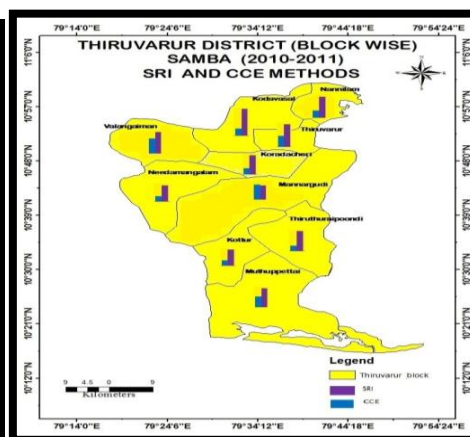 79°14'0"E 79°24'6"E 79°34'12"E 79°44'18"E 79°54'24"E
THIRUVARUR DISTRICT (BLOCK WISE)
SAMBA (2010-2011)
SRI AND CCE METHODS
11°6'N
10°57'0"N
10°48'0"N
10°39'0"N
10°30'0"N
10°21'0"N
10°12'0"N
Nannilam
Kodavasal
Valangaiman
Thiruvarur
Koradacheri
Needamangalam
Mannargudi
Thiruthuraipoondi
Kottur
Muthuppettai
Legend
Thiruvarur block
SRI
CCE
9 4.5 0 9
Kilometers
79°14'0"E 79°24'6"E 79°34'12"E 79°44'18"E 79°54'24"E